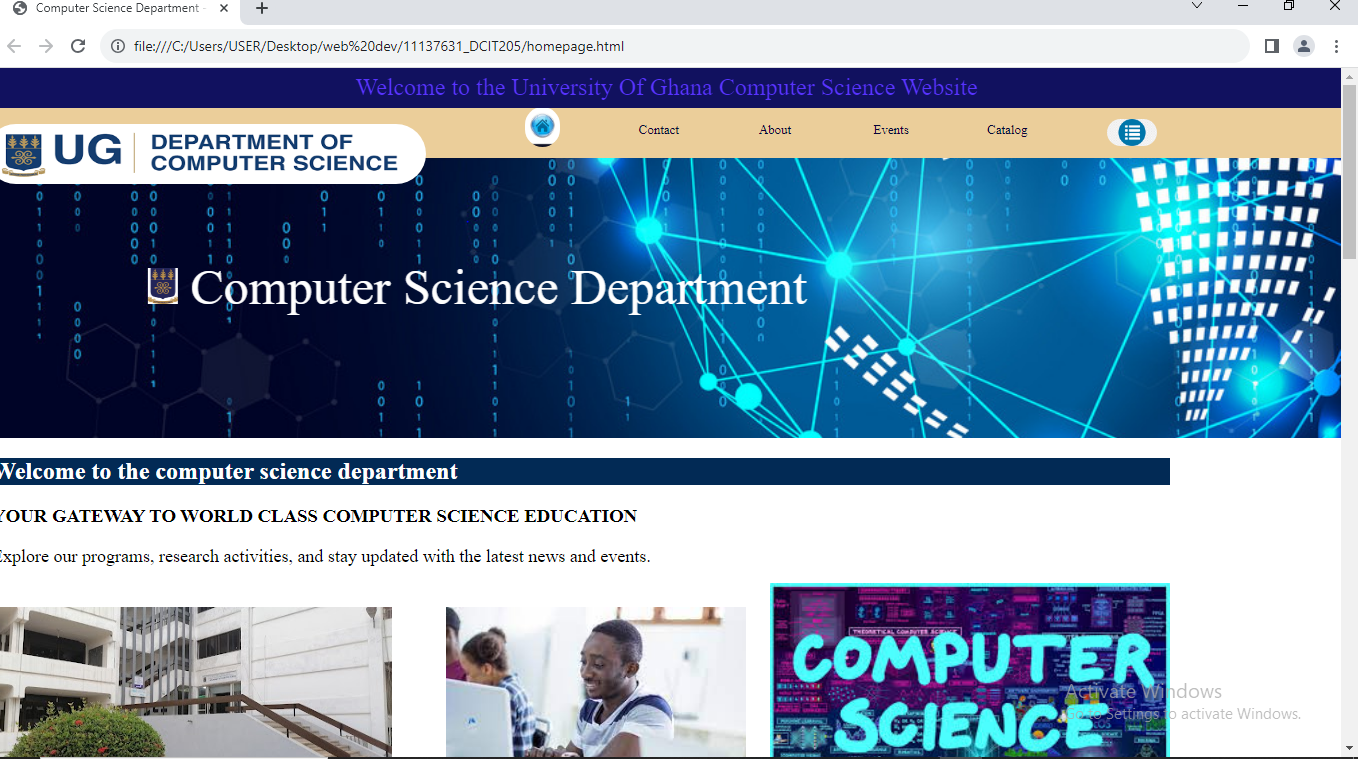 Computer Science Department -
file:///C:/Users/USER/Desktop/web%20dev/11137631_DCIT205/homepage.html
Welcome to the University Of Ghana Computer Science Website
UG DEPARTMENT OF
COMPUTER SCIENCE
Contact About Events Catalog
Computer Science Department
Welcome to the computer science department
YOUR GATEWAY TO WORLD CLASS COMPUTER SCIENCE EDUCATION
Explore our programs, research activities, and stay updated with the latest news and events.
THEORETICAL COMPUTER SCIENCE
COMPUTER
SCIENCE
Activate Windows
Go to Settings to activate Windows.